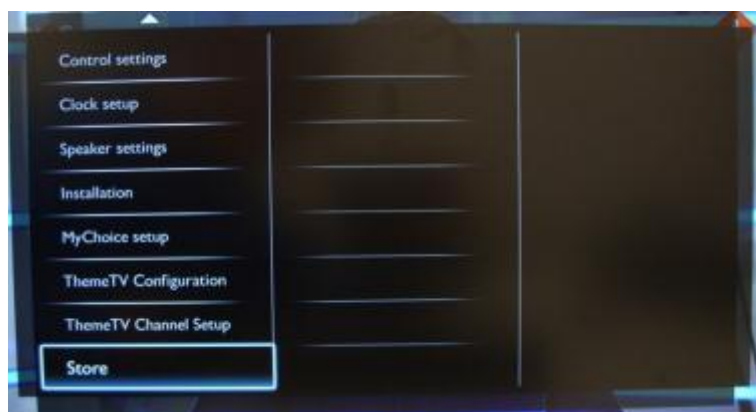 Control settings
Clock setup
Speaker settings
Installation
MyChoice setup
ThemeTV Configuration
ThemeTV Channel Setup
Store